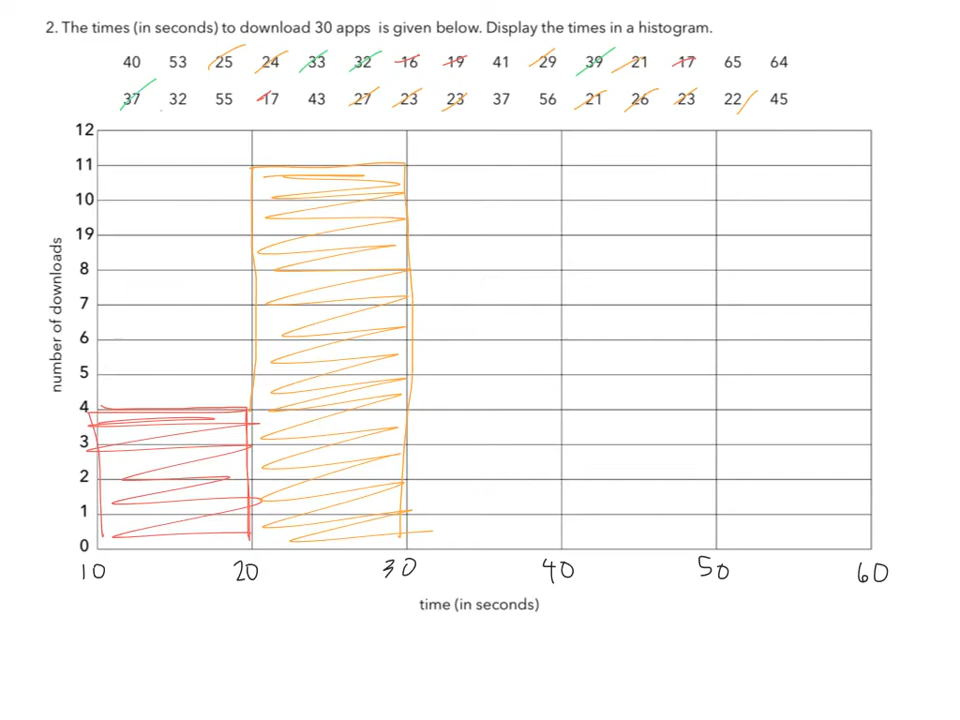 2. The times (in seconds) to download 30 apps is given below. Display the times in a histogram.
40 53 25 24 33 32 16 19 41 29 39 21 17 65 64
37 32 55 17 43 27 23 23 37 56 21 26 23 22 45
12
11
10
19
8
7
6
5
4
3
2
1
0
number of downloads
10 20 30 40 50 60
time (in seconds)